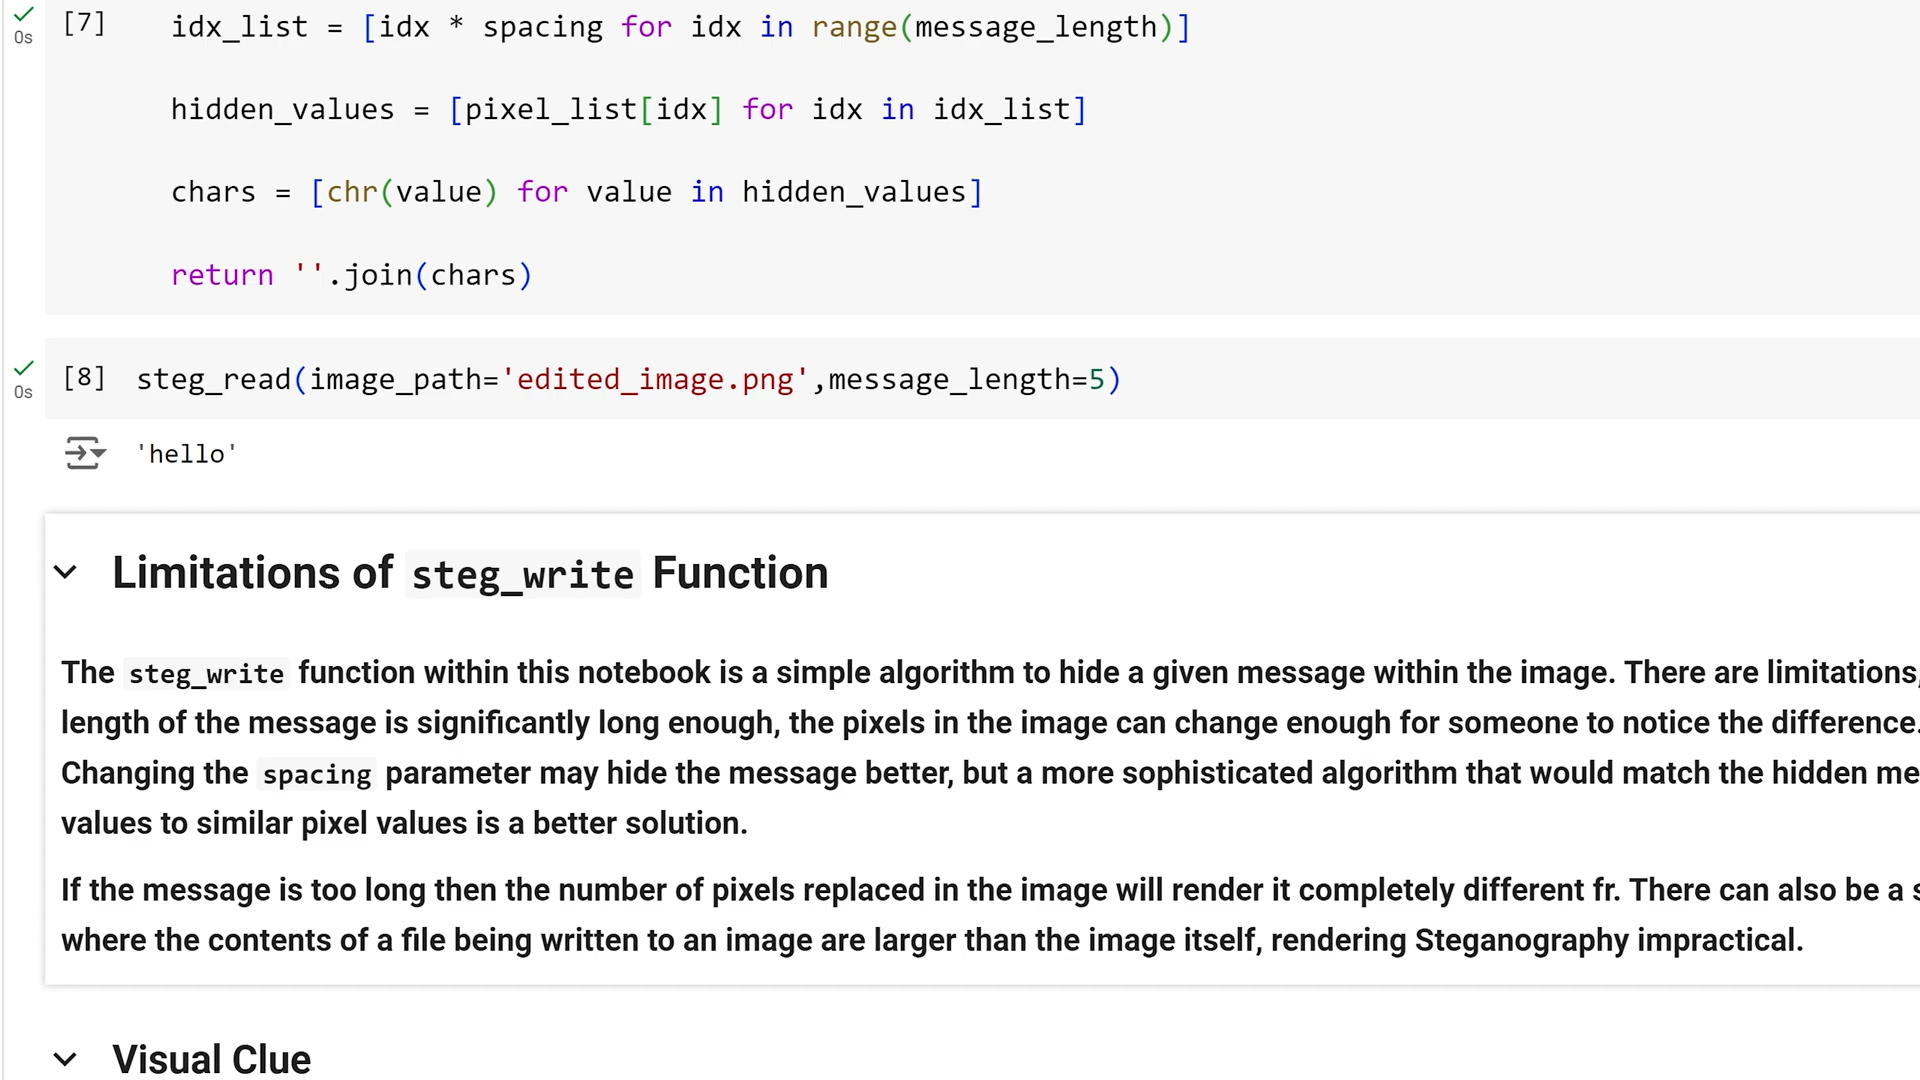 [7] idx_list = [idx * spacing for idx in range(message_length)]
0s
hidden_values = [pixel_list[idx] for idx in idx_list]
chars = [chr(value) for value in hidden_values]
return ''.join(chars)
[8] steg_read(image_path='edited_image.png',message_length=5)
0s
'hello'
Limitations of steg_write Function
The steg_write function within this notebook is a simple algorithm to hide a given message within the image. There are limitations,
length of the message is significantly long enough, the pixels in the image can change enough for someone to notice the difference.
Changing the spacing parameter may hide the message better, but a more sophisticated algorithm that would match the hidden me
values to similar pixel values is a better solution.
If the message is too long then the number of pixels replaced in the image will render it completely different fr. There can also be a s
where the contents of a file being written to an image are larger than the image itself, rendering Steganography impractical.
Visual Clue